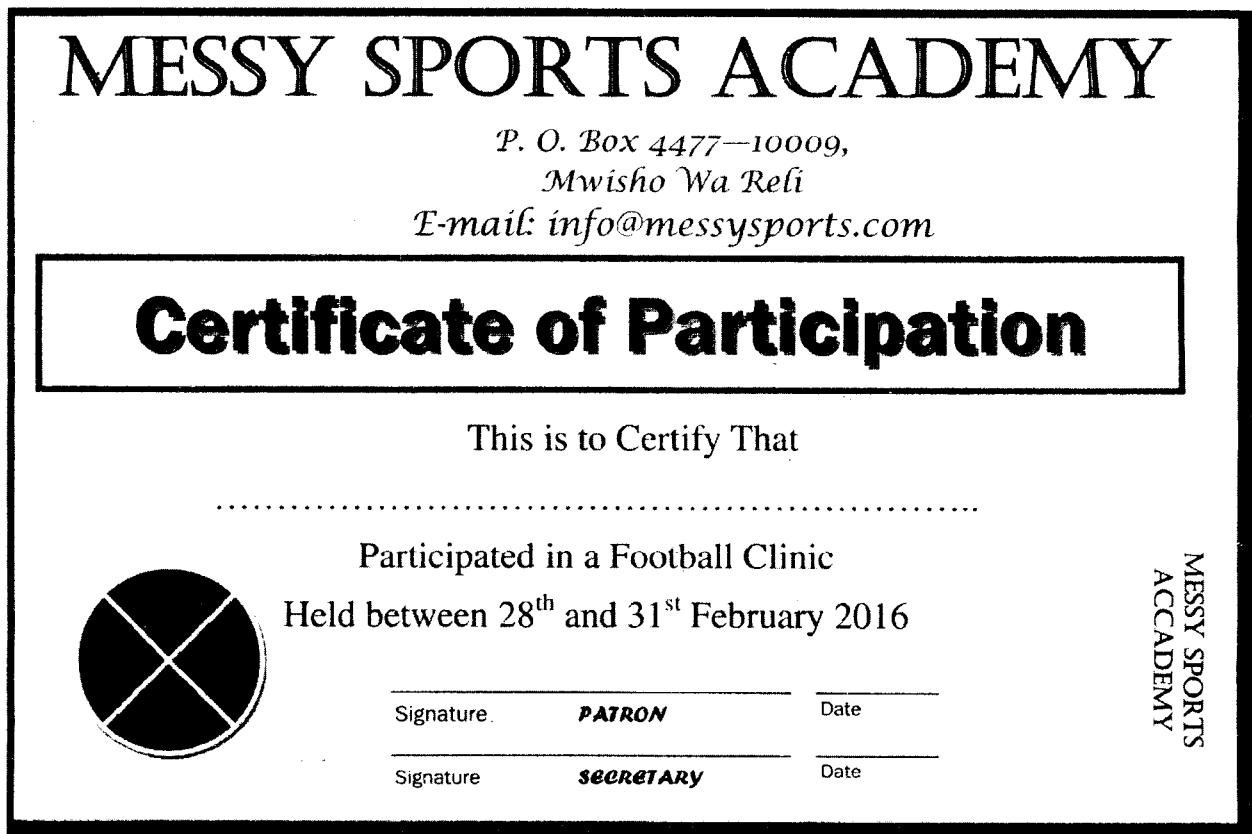 MESSY SPORTS ACADEMY
P. O. Box 4477—10009,
Mwisho Wa Reli
E-mail: info@messysports.com
Certificate of Participation
This is to Certify That
..............................................................
Participated in a Football Clinic
Held between 28th and 31st February 2016
Signature PATRON Date
Signature SECRETARY Date
MESSY SPORTS
ACCADEMY